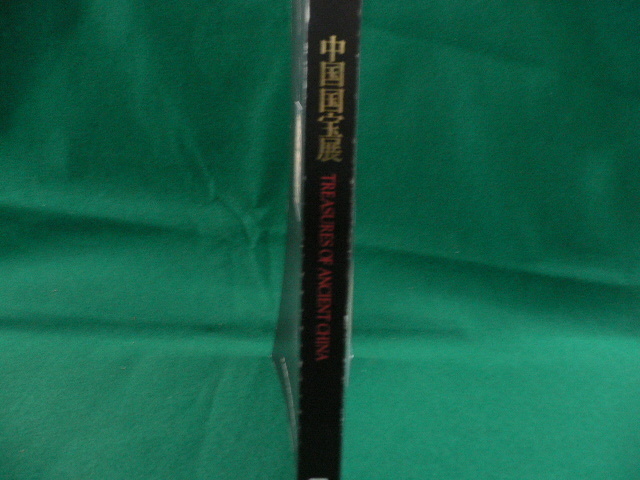 中国国宝展
TREASURES OF ANCIENT CHINA